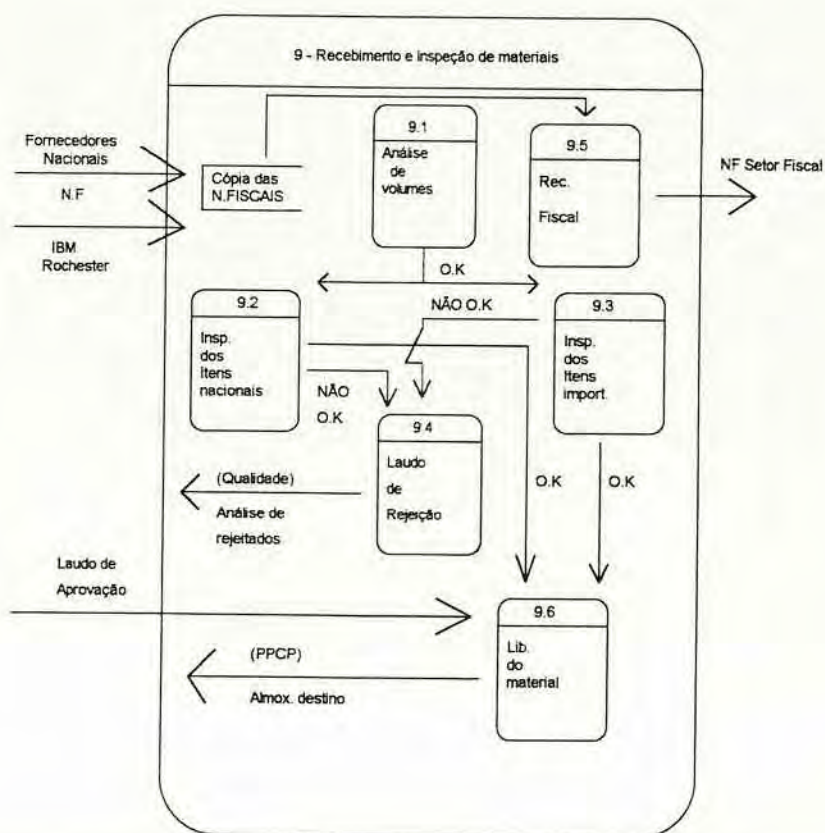 9 - Recebimento e inspeção de materiais
Fornecedores
Nacionais
N.F
IBM
Rochester
Cópia das
N.FISCAIS
9.1
Análise
de
volumes
9.5
Rec.
Fiscal
NF Setor Fiscal
O.K
NÃO O.K
9.2
Insp.
dos
Itens
nacionais
9.3
Insp.
dos
Itens
import.
NÃO
O.K
9.4
Laudo
de
Rejeição
(Qualidade)
Análise de
rejeitados
O.K
O.K
Laudo de
Aprovação
9.6
Lib.
do
material
(PPCP)
Almox. destino